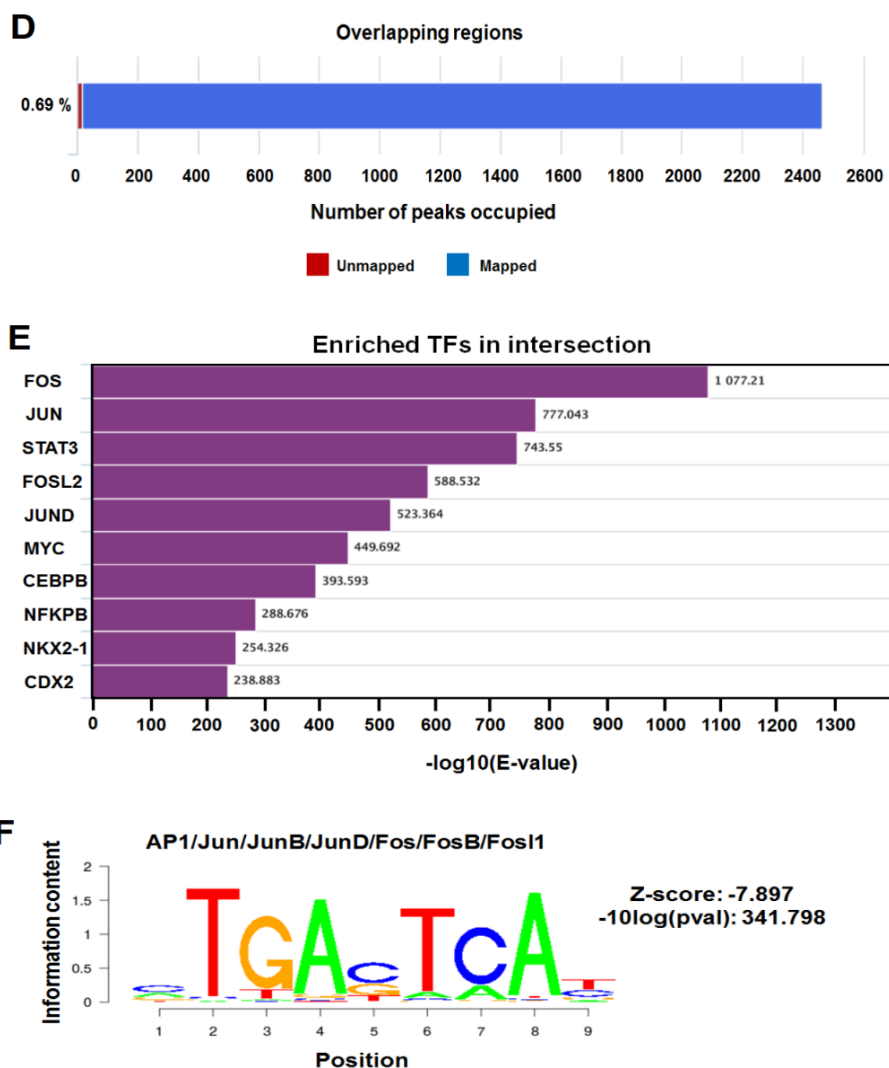 D
Overlapping regions
0.69 %
0 200 400 600 800 1000 1200 1400 1600 1800 2000 2200 2400 2600
Number of peaks occupied
Unmapped Mapped
E
Enriched TFs in intersection
FOS 1 077.21
JUN 777.043
STAT3 743.55
FOSL2 588.532
JUND 523.364
MYC 449.692
CEBPB 393.593
NFKPB 288.676
NKX2-1 254.326
CDX2 238.883
0 100 200 300 400 500 600 700 800 900 1000 1100 1200 1300
-log10(E-value)
F
AP1/Jun/JunB/JunD/Fos/FosB/Fosl1
Information content
2
1.5
1
0.5
0
TGACTCAT
Z-score: -7.897
-10log(pval): 341.798
1 2 3 4 5 6 7 8 9
Position